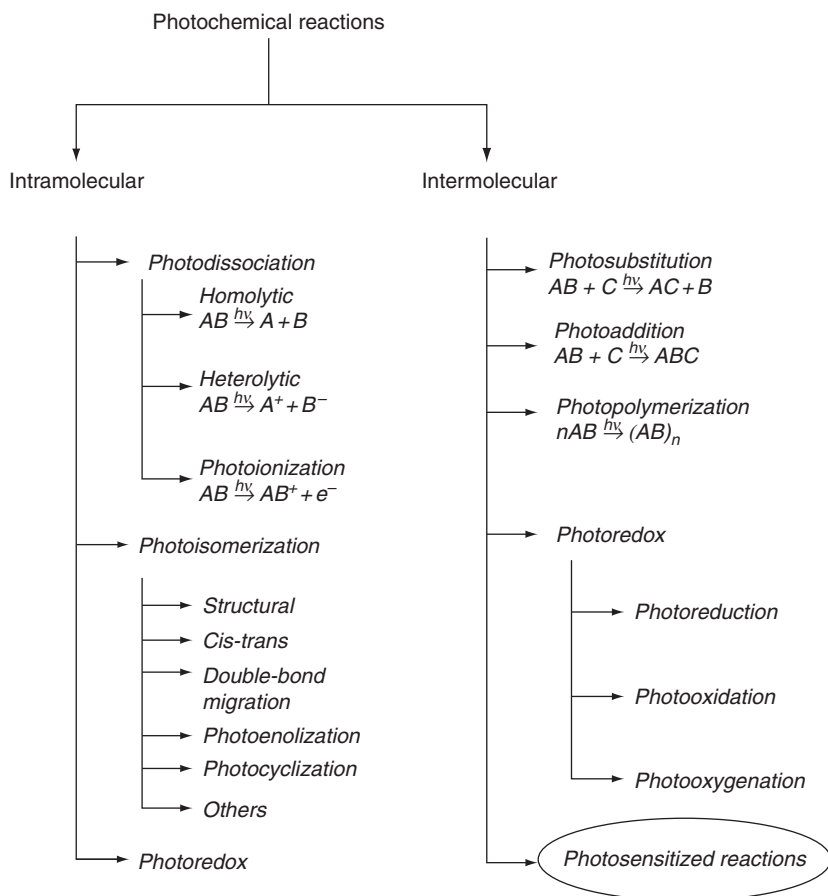 Photochemical reactions
Intramolecular
Photodissociation
Homolytic
AB hν→ A + B
Heterolytic
AB hν→ A⁺ + B⁻
Photoionization
AB hν→ AB⁺ + e⁻
Photoisomerization
Structural
Cis-trans
Double-bond
migration
Photoenolization
Photocyclization
Others
Photoredox
Intermolecular
Photosubstitution
AB + C hν→ AC + B
Photoaddition
AB + C hν→ ABC
Photopolymerization
nAB hν→ (AB)ₙ
Photoredox
Photoreduction
Photooxidation
Photooxygenation
Photosensitized reactions